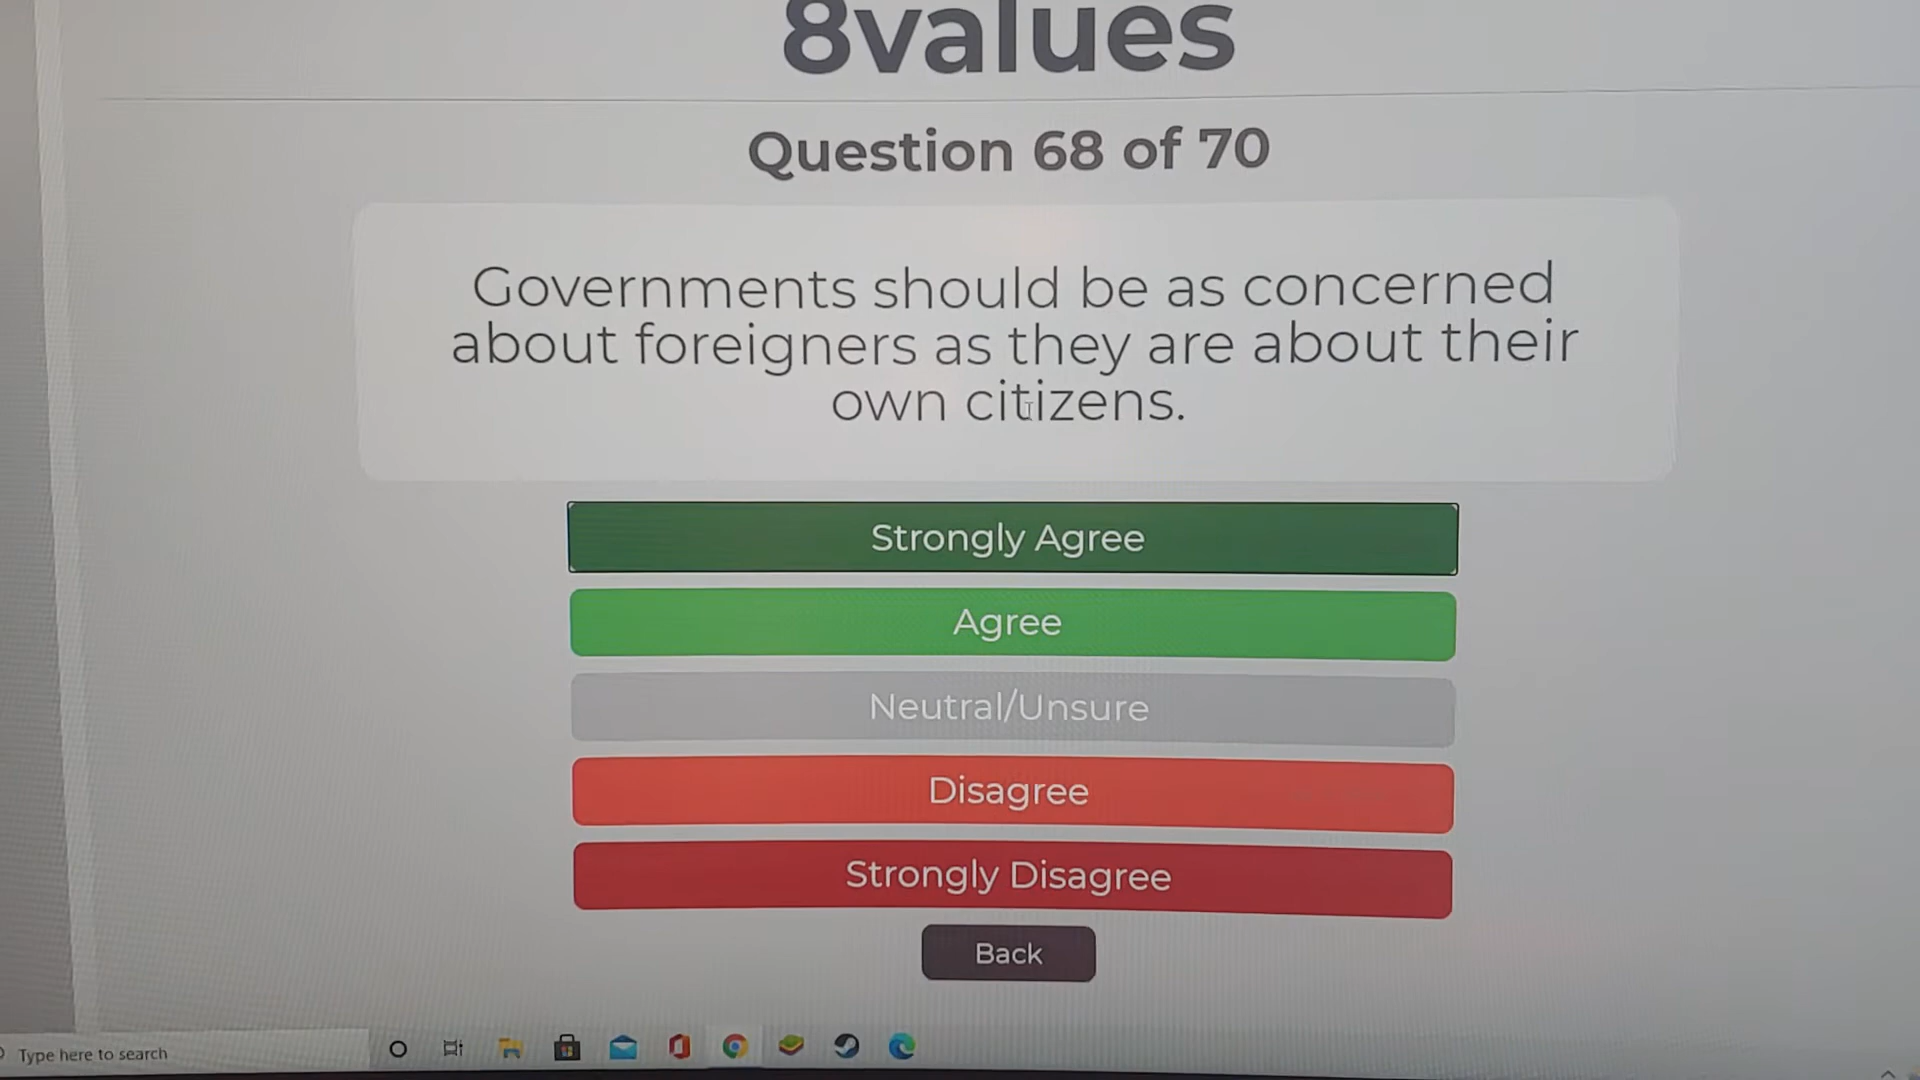 8values
Question 68 of 70
Governments should be as concerned
about foreigners as they are about their
own citizens.
Strongly Agree
Agree
Neutral/Unsure
Disagree
Strongly Disagree
Back
Type here to search